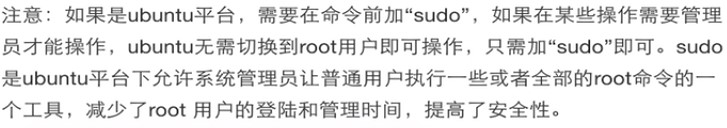 注意：如果是ubuntu平台，需要在命令前加“sudo”，如果在某些操作需要管理
员才能操作，ubuntu无需切换到root用户即可操作，只需加“sudo”即可。sudo
是ubuntu平台下允许系统管理员让普通用户执行一些或者全部的root命令的一
个工具，减少了root 用户的登陆和管理时间，提高了安全性。